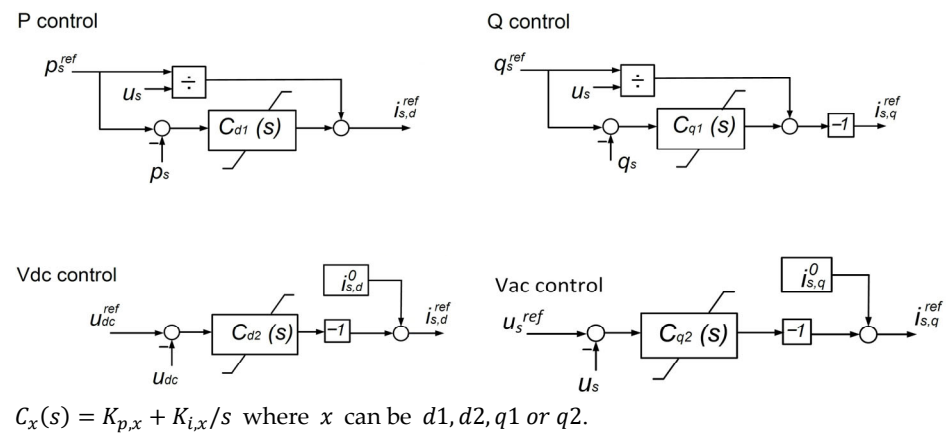 P control
Q control
p_s^ref
÷
u_s
C_d1 (s)
i_s,d^ref
−
p_s
q_s^ref
÷
u_s
C_q1 (s)
−1
i_s,q^ref
−
q_s
Vdc control
i_s,d^0
u_dc^ref
C_d2 (s)
−1
i_s,d^ref
−
u_dc
Vac control
i_s,q^0
u_s^ref
C_q2 (s)
−1
i_s,q^ref
−
u_s
C_x(s) = K_p,x + K_i,x/s where x can be d1, d2, q1 or q2.